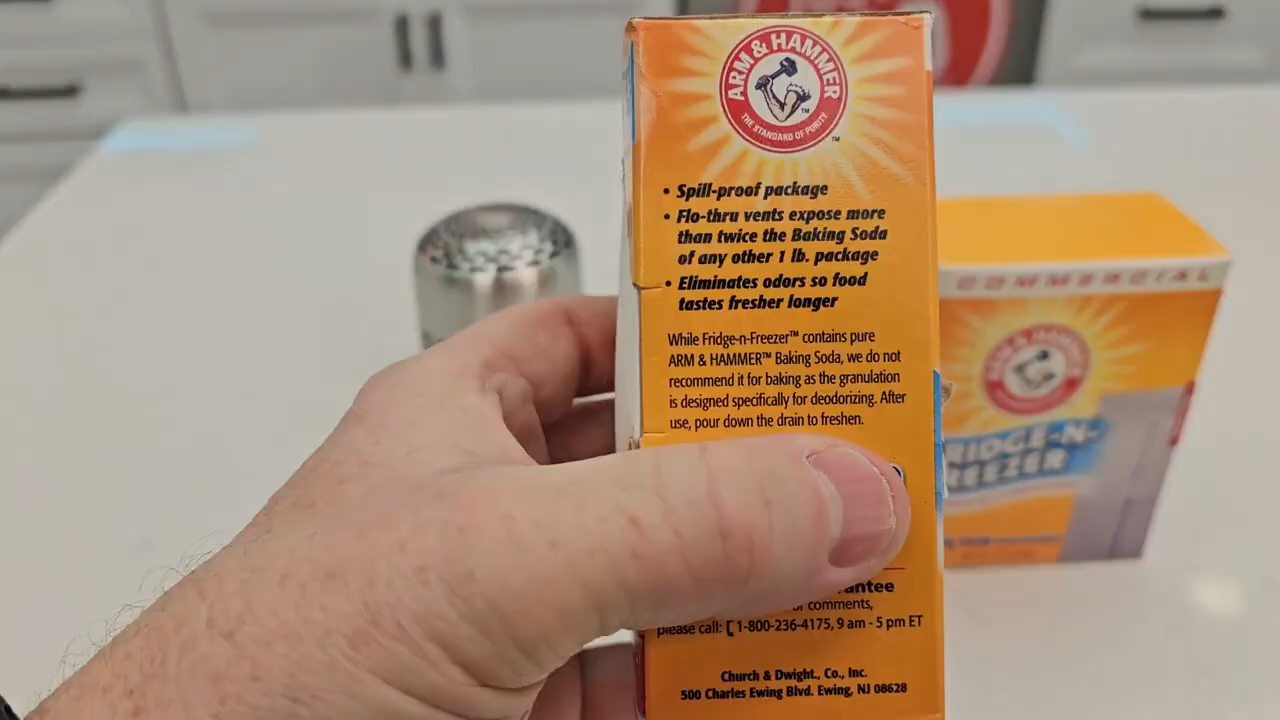 ARM & HAMMER
THE STANDARD OF PURITY
• Spill-proof package
• Flo-thru vents expose more
than twice the Baking Soda
of any other 1 lb. package
• Eliminates odors so food
tastes fresher longer
While Fridge-n-Freezer™ contains pure
ARM & HAMMER™ Baking Soda, we do not
recommend it for baking as the granulation
is designed specifically for deodorizing. After
use, pour down the drain to freshen.
antee
or comments,
please call: 1-800-236-4175, 9 am - 5 pm ET
Church & Dwight., Co., Inc.
500 Charles Ewing Blvd. Ewing, NJ 08628
COMMERCIAL
ARM & HAMMER
RIDGE-N-
REEZER